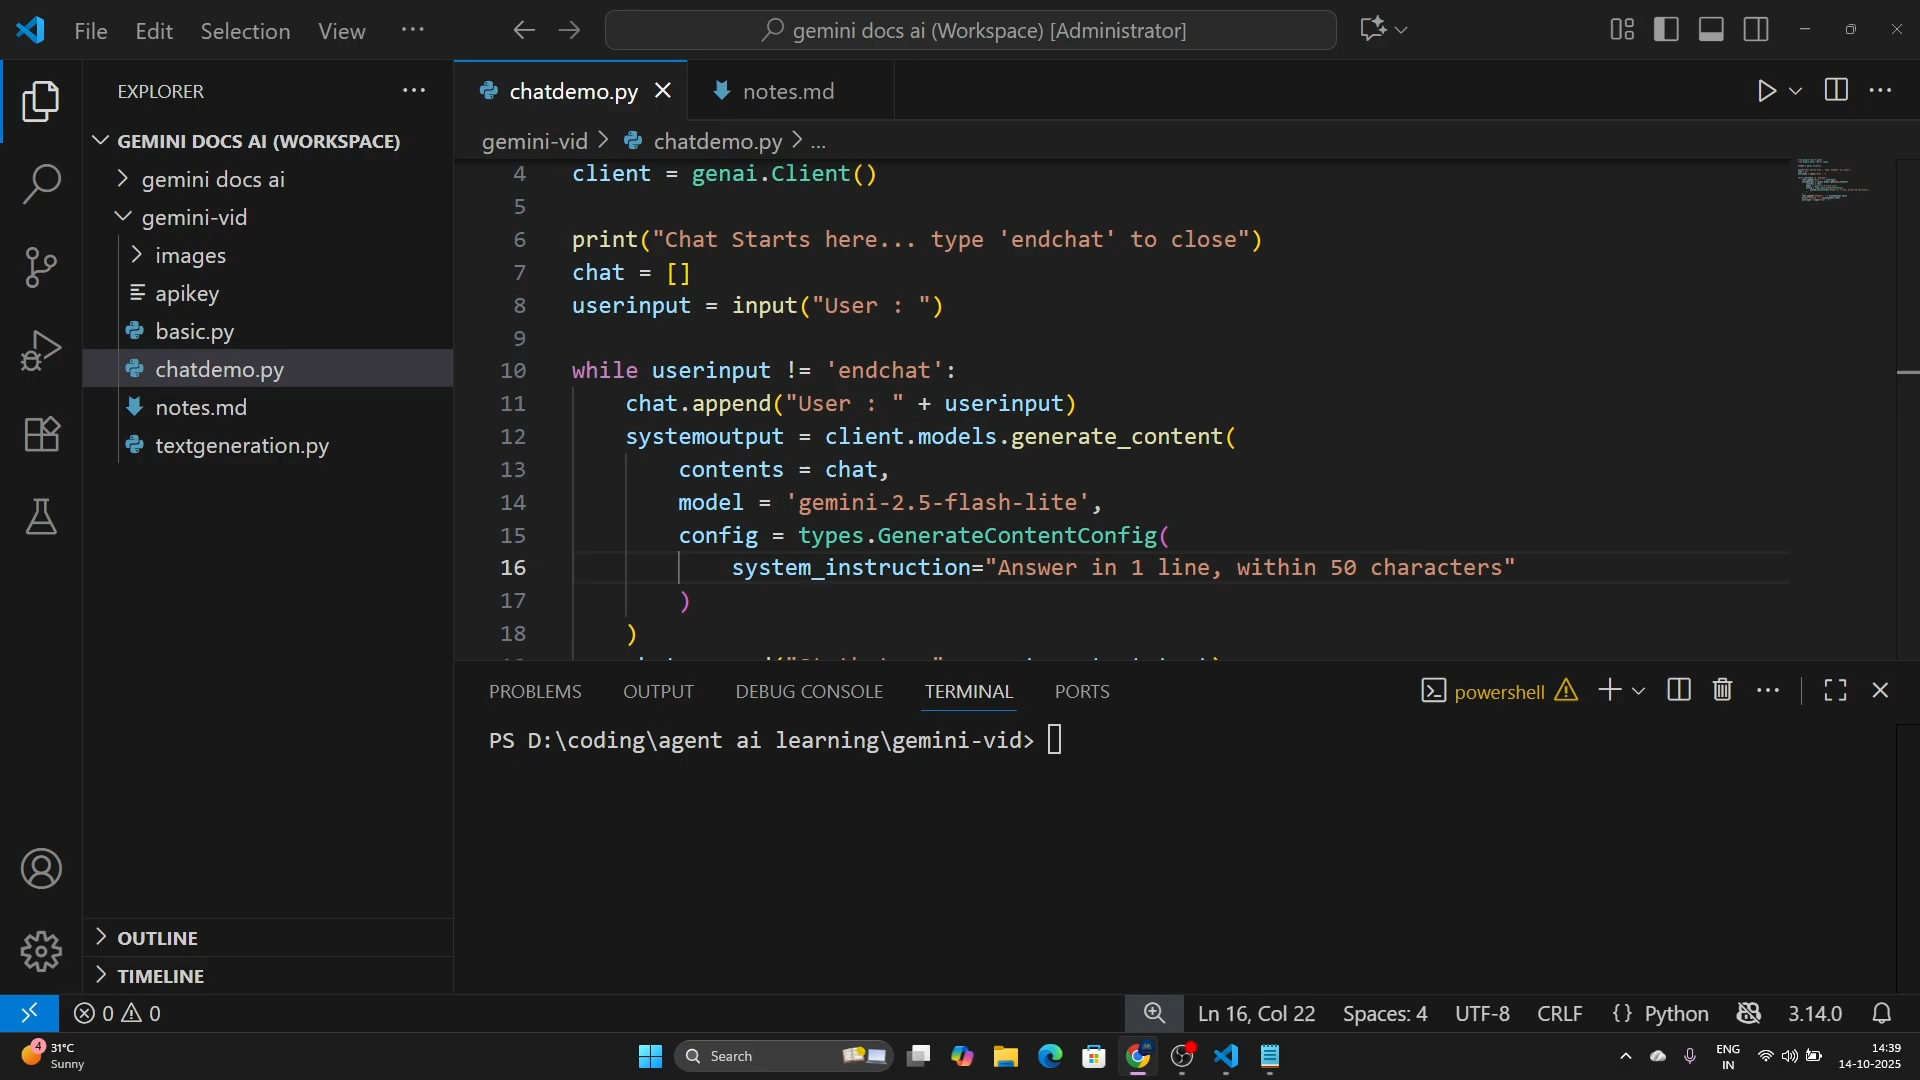 File Edit Selection View ...
gemini docs ai (Workspace) [Administrator]
EXPLORER
chatdemo.py
notes.md
gemini-vid > chatdemo.py > ...
GEMINI DOCS AI (WORKSPACE)
gemini docs ai
gemini-vid
images
apikey
basic.py
chatdemo.py
notes.md
textgeneration.py
OUTLINE
TIMELINE
4 client = genai.Client()
5
6 print("Chat Starts here... type 'endchat' to close")
7 chat = []
8 userinput = input("User : ")
9
10 while userinput != 'endchat':
11 chat.append("User : " + userinput)
12 systemoutput = client.models.generate_content(
13 contents = chat,
14 model = 'gemini-2.5-flash-lite',
15 config = types.GenerateContentConfig(
16 system_instruction="Answer in 1 line, within 50 characters"
17 )
18 )
PROBLEMS OUTPUT DEBUG CONSOLE TERMINAL PORTS
powershell
PS D:\coding\agent ai learning\gemini-vid>
0 0
Ln 16, Col 22 Spaces: 4 UTF-8 CRLF {} Python 3.14.0
4
31°C
Sunny
Search
ENG
IN
14:39
14-10-2025